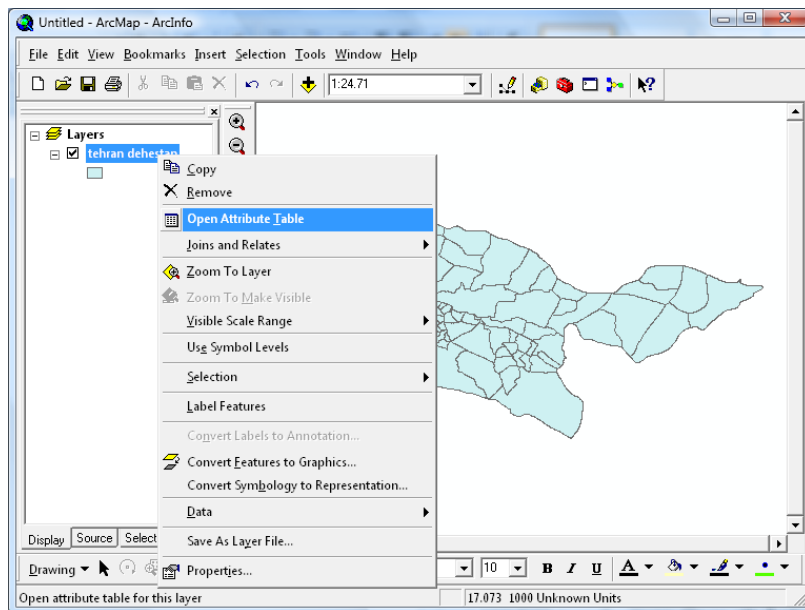 Untitled - ArcMap - ArcInfo
File Edit View Bookmarks Insert Selection Tools Window Help
1:24.71
Layers
tehran dehestan
Copy
Remove
Open Attribute Table
Joins and Relates
Zoom To Layer
Zoom To Make Visible
Visible Scale Range
Use Symbol Levels
Selection
Label Features
Convert Labels to Annotation...
Convert Features to Graphics...
Convert Symbology to Representation...
Data
Save As Layer File...
Properties...
Display Source Select
Drawing 10 B I U A
Open attribute table for this layer 17.073 1000 Unknown Units